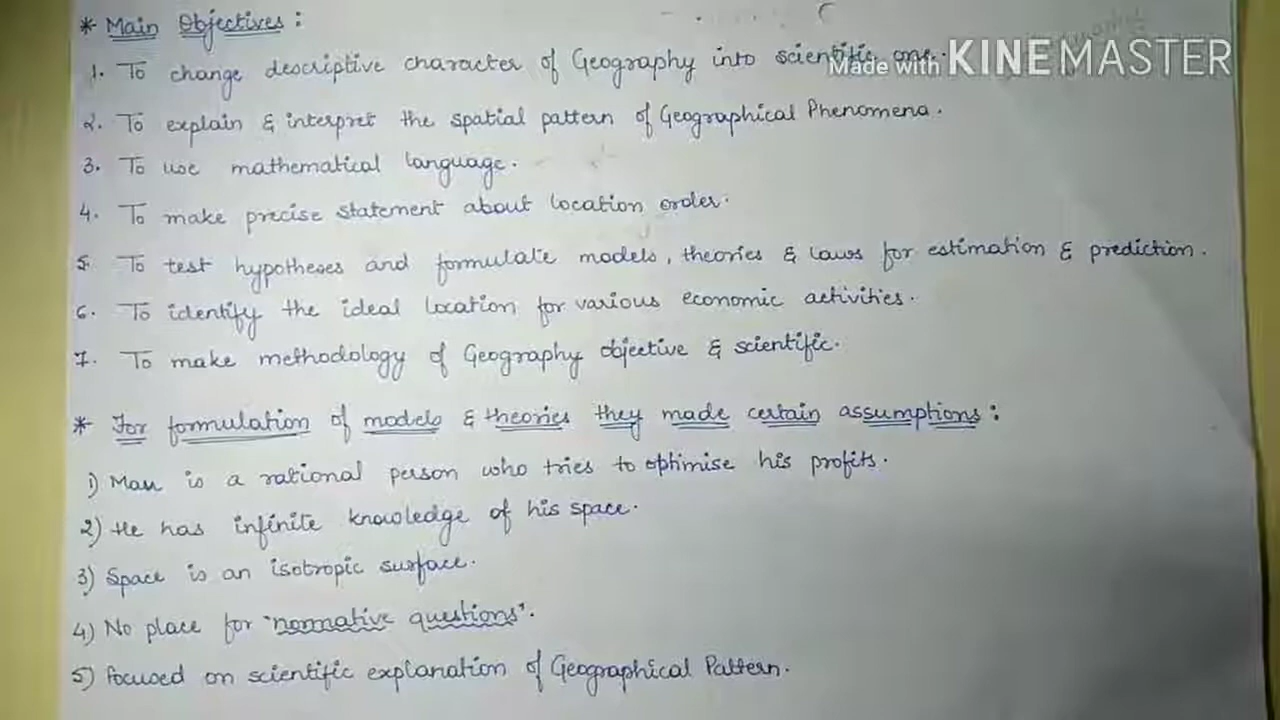 * Main Objectives :
1. To change descriptive character of Geography into scientific one.
Made with KINEMASTER
2. To explain & interpret the spatial pattern of Geographical Phenomena.
3. To use mathematical language.
4. To make precise statement about location order.
5. To test hypotheses and formulate models, theories & laws for estimation & prediction.
6. To identify the ideal location for various economic activities.
7. To make methodology of Geography objective & scientific.
* For formulation of models & theories they made certain assumptions :
1) Man is a rational person who tries to optimise his profits.
2) He has infinite knowledge of his space.
3) Space is an isotropic surface.
4) No place for 'normative questions'.
5) Focused on scientific explanation of Geographical Pattern.